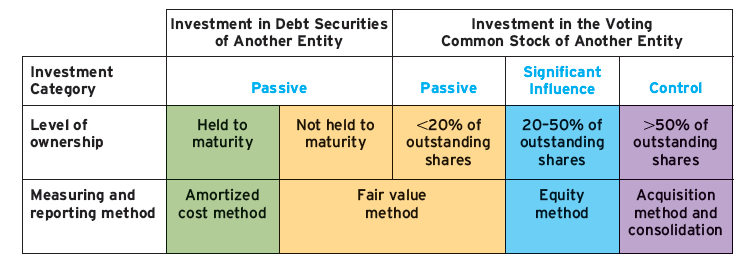 Investment in Debt Securities
of Another Entity
Investment in the Voting
Common Stock of Another Entity
Investment
Category
Passive
Passive
Significant
Influence
Control
Level of
ownership
Held to
maturity
Not held to
maturity
<20% of
outstanding
shares
20–50% of
outstanding
shares
>50% of
outstanding
shares
Measuring and
reporting method
Amortized
cost method
Fair value
method
Equity
method
Acquisition
method and
consolidation